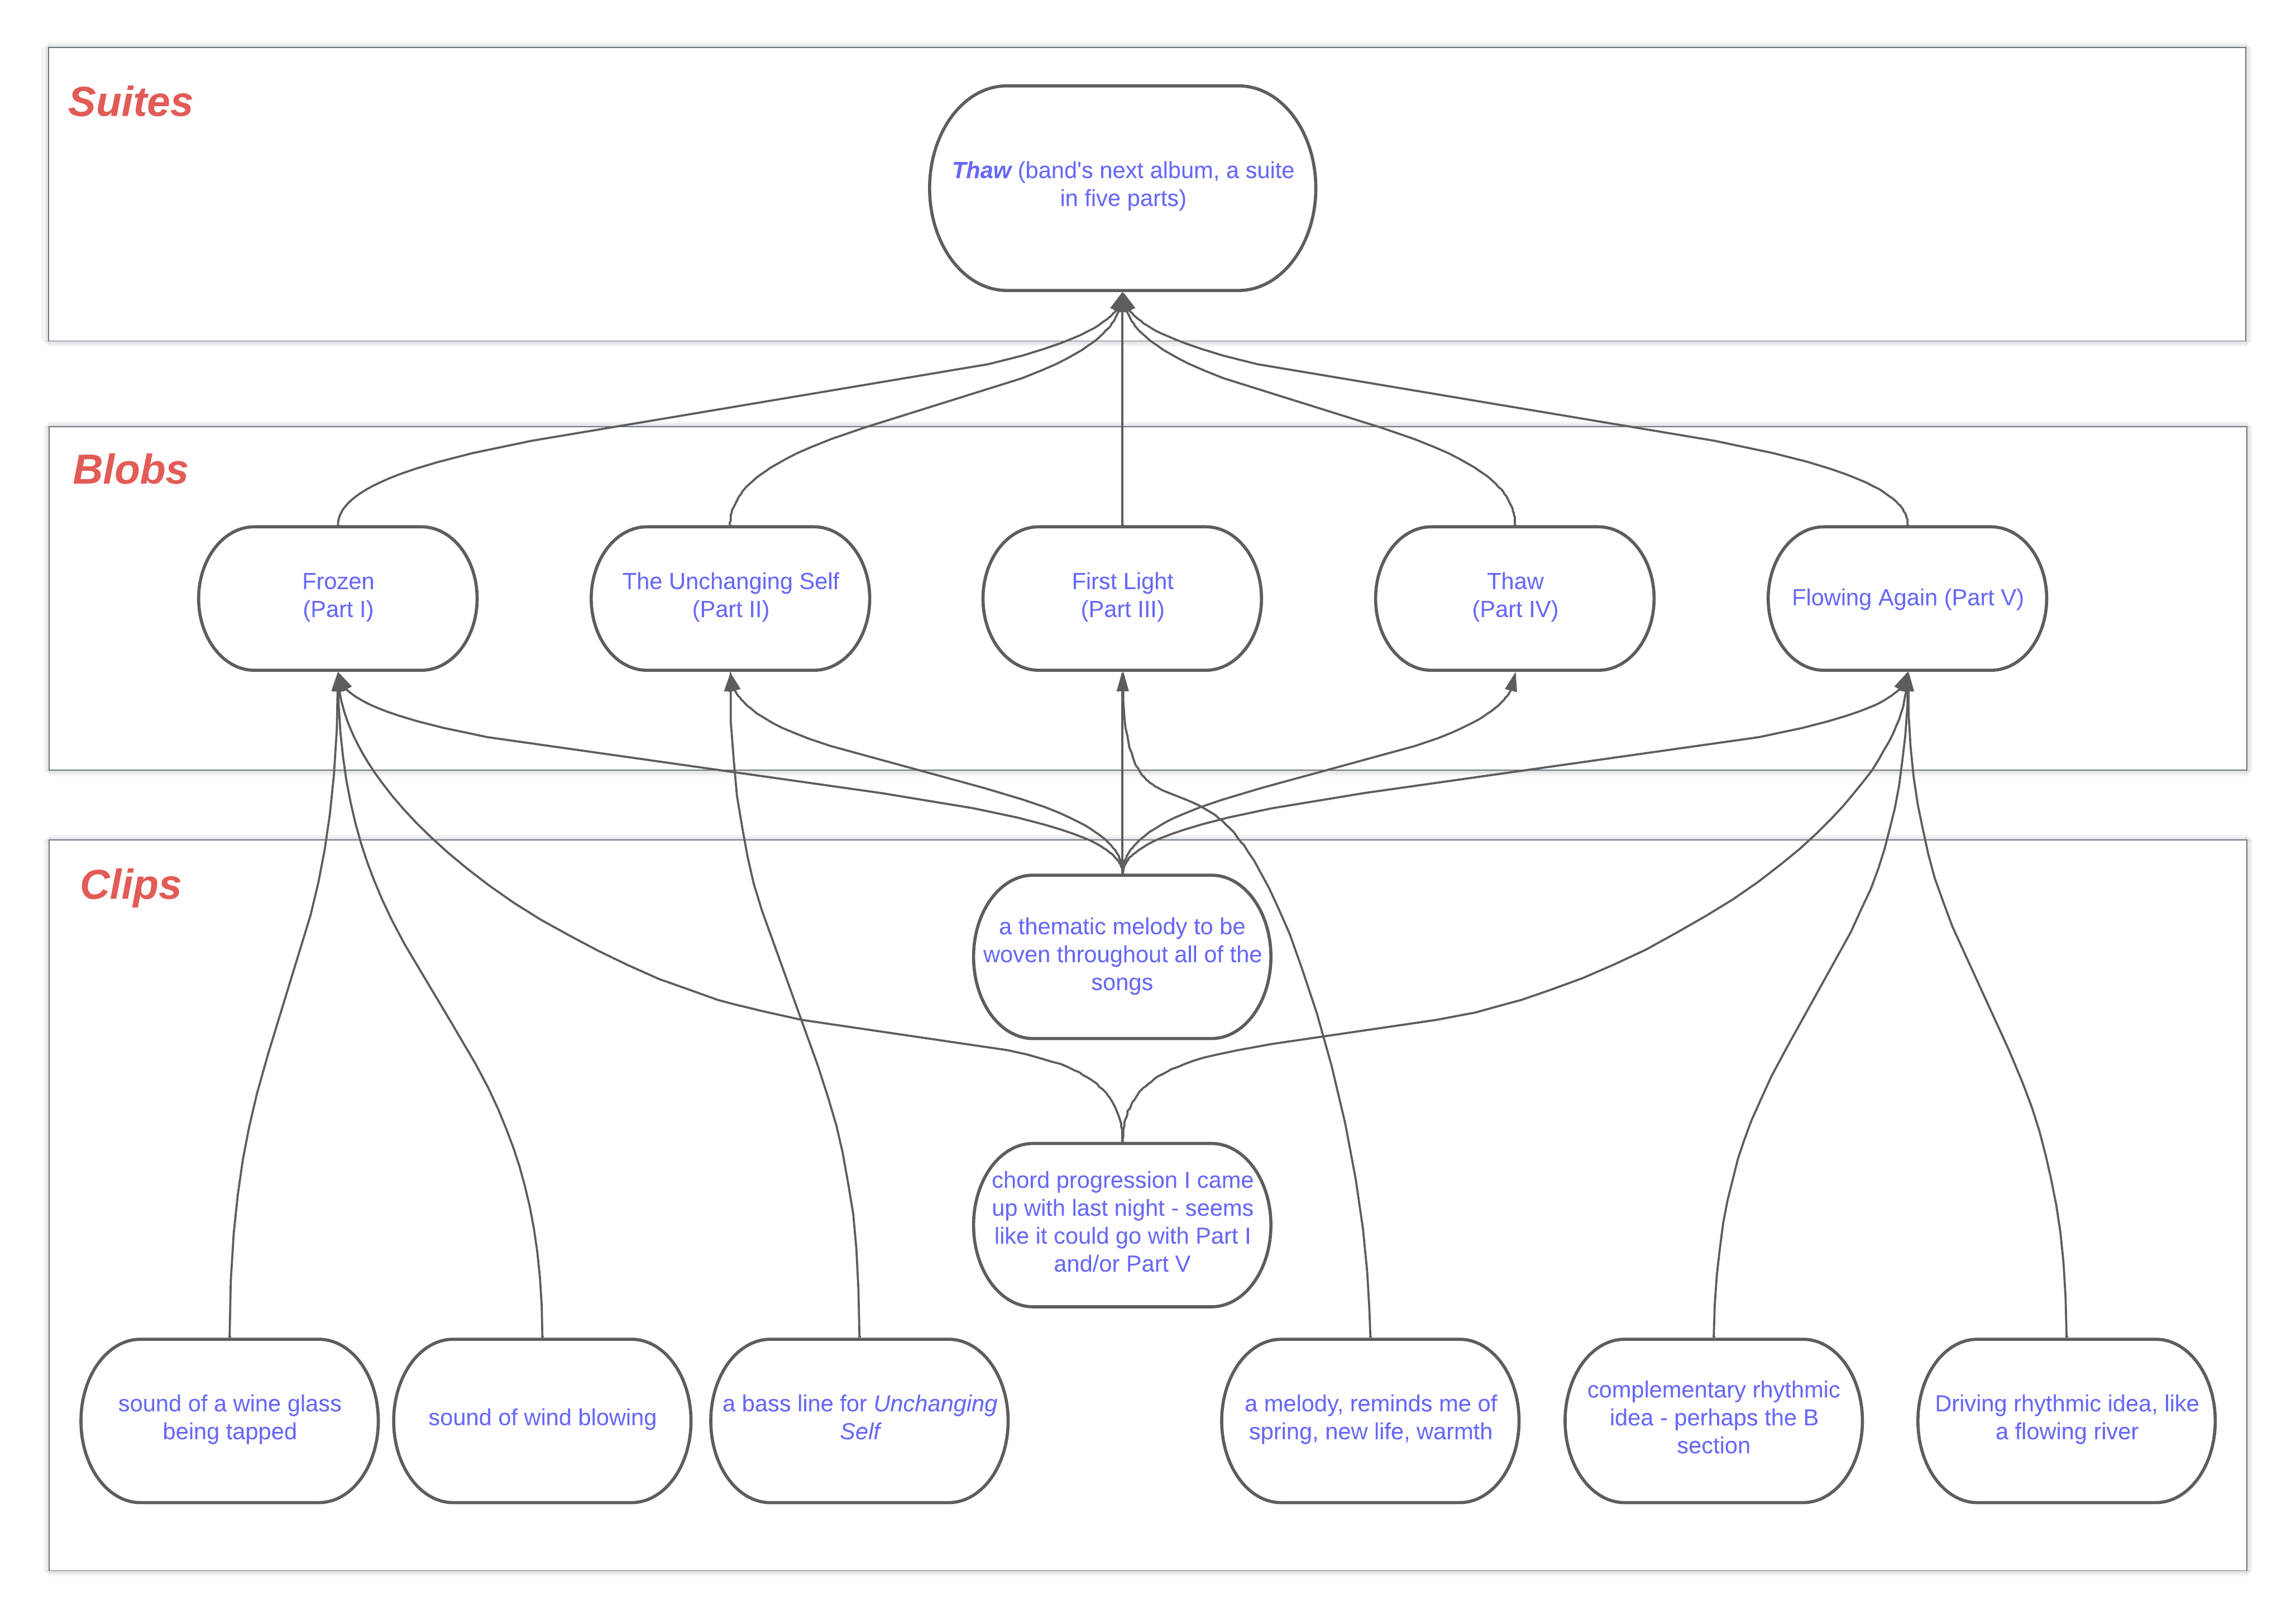 Suites
Thaw (band's next album, a suite
in five parts)
Blobs
Frozen
(Part I)
The Unchanging Self
(Part II)
First Light
(Part III)
Thaw
(Part IV)
Flowing Again (Part V)
Clips
a thematic melody to be
woven throughout all of the
songs
chord progression I came
up with last night - seems
like it could go with Part I
and/or Part V
sound of a wine glass
being tapped
sound of wind blowing
a bass line for Unchanging
Self
a melody, reminds me of
spring, new life, warmth
complementary rhythmic
idea - perhaps the B
section
Driving rhythmic idea, like
a flowing river